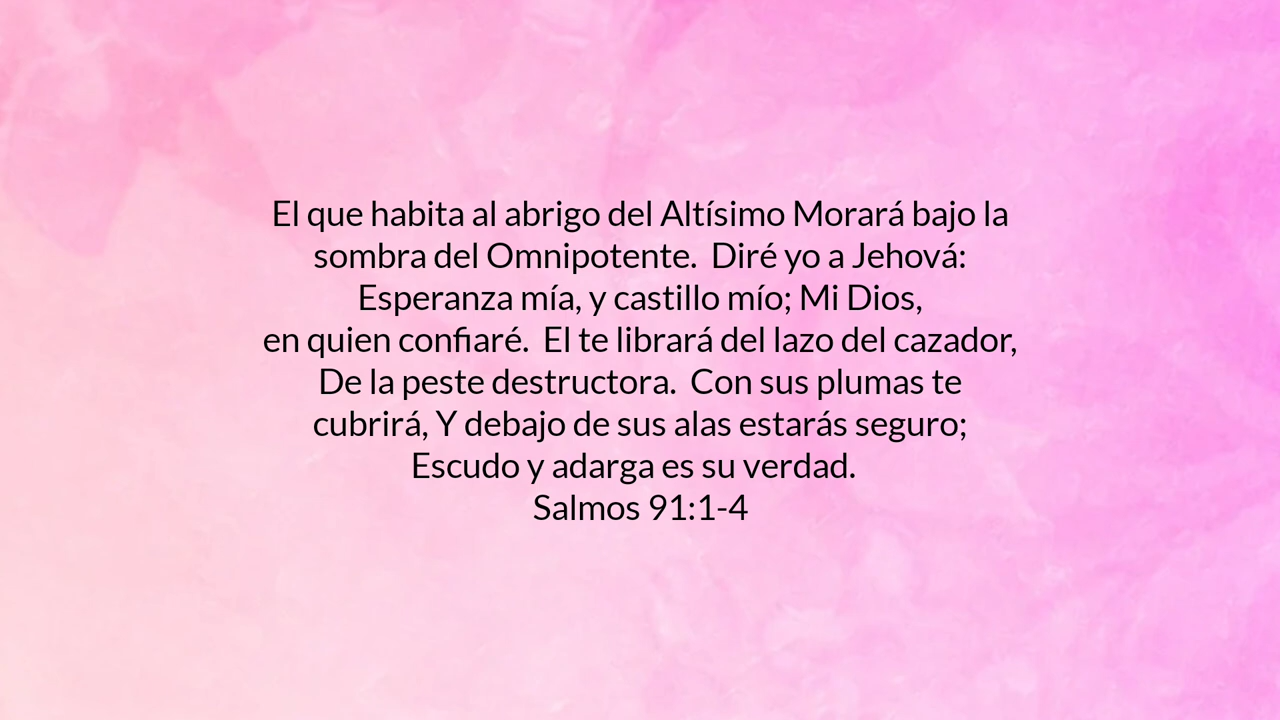 El que habita al abrigo del Altísimo Morará bajo la
sombra del Omnipotente.  Diré yo a Jehová:
Esperanza mía, y castillo mío; Mi Dios,
en quien confiaré.  El te librará del lazo del cazador,
De la peste destructora.  Con sus plumas te
cubrirá, Y debajo de sus alas estarás seguro;
Escudo y adarga es su verdad.
Salmos 91:1-4